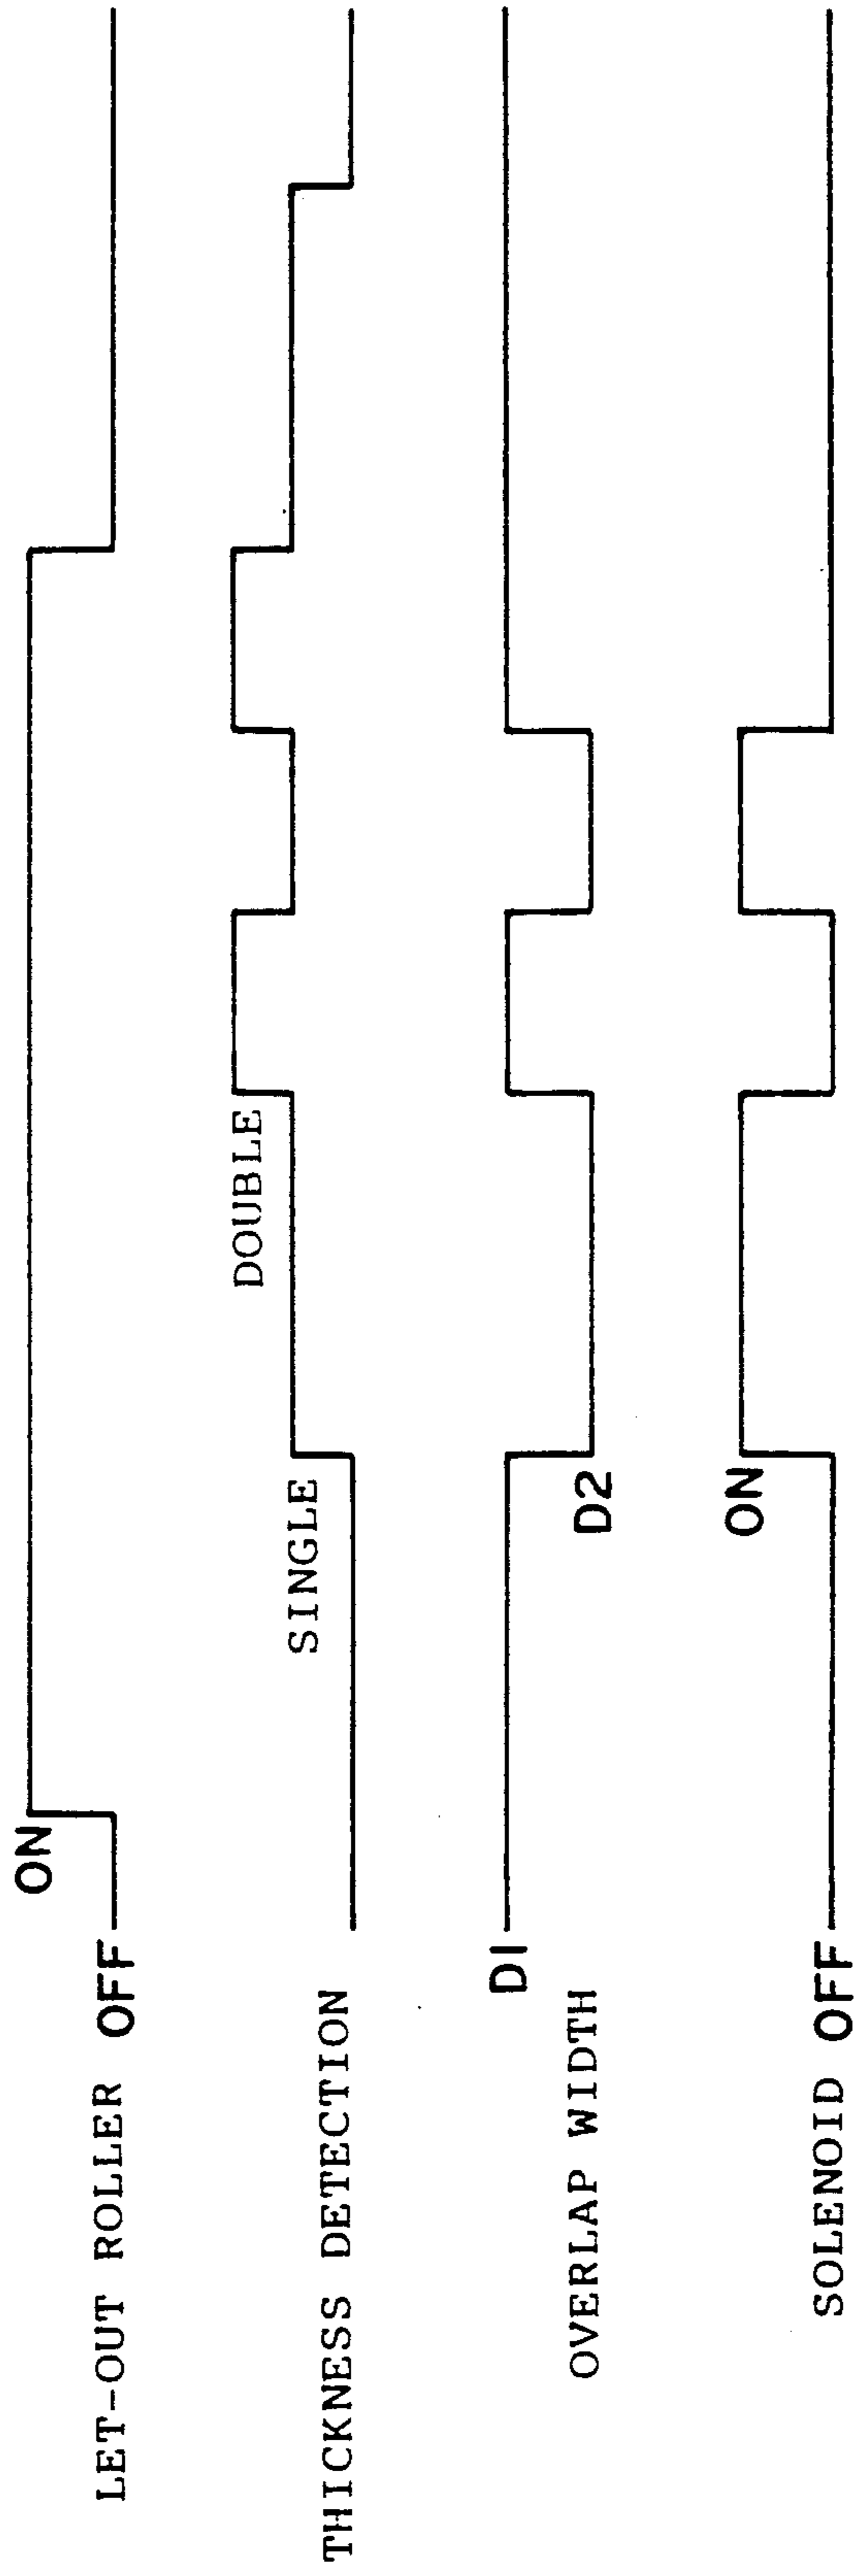 ON
LET-OUT ROLLER OFF
DOUBLE
SINGLE
THICKNESS DETECTION
D1
D2
OVERLAP WIDTH
ON
SOLENOID OFF